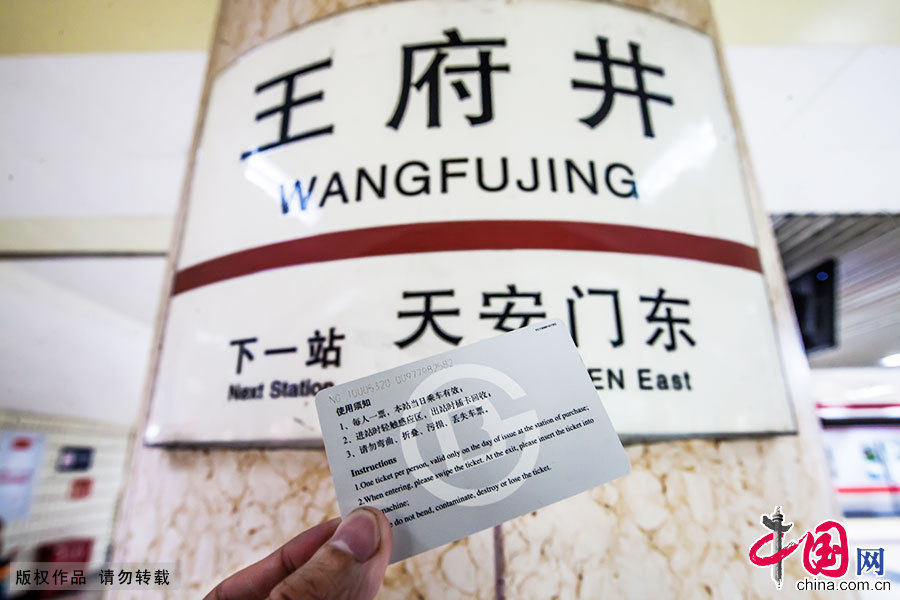 王府井
WANGFUJING
下一站 天安门东
Next Station EN East
NO 10005320 00977982582
使用须知
1、每人一票,本站当日乘车有效;
2、进站时轻触感应区,出站时插卡回收;
3、请勿弯曲、折叠、污损、丢失车票。
Instructions
1.One ticket per person, valid only on the day of issue at the station of purchase;
2.When entering, please swipe the ticket. At the exit, please insert the ticket into
machine;
do not bend, contaminate, destroy or lose the ticket.
版权作品 请勿转载
中国网
china.com.cn